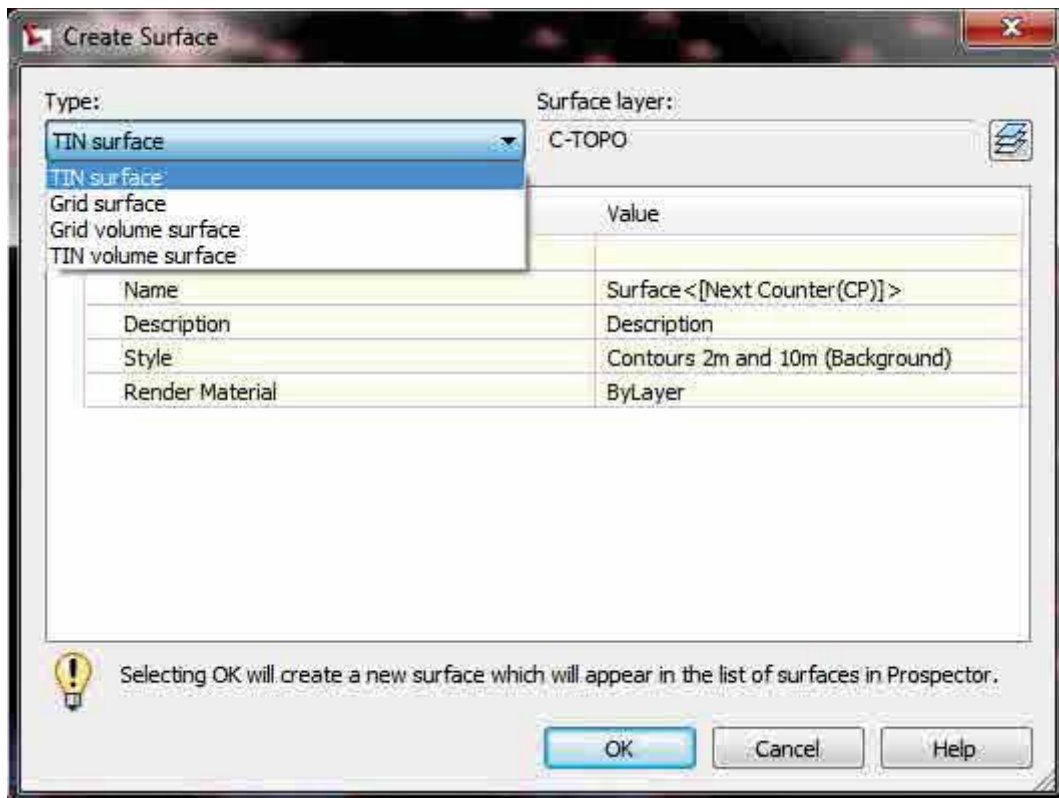 Create Surface
Type:
Surface layer:
TIN surface
C-TOPO
TIN surface
Grid surface
Grid volume surface
TIN volume surface
Value
Name
Surface<[Next Counter(CP)]>
Description
Description
Style
Contours 2m and 10m (Background)
Render Material
ByLayer
Selecting OK will create a new surface which will appear in the list of surfaces in Prospector.
OK
Cancel
Help